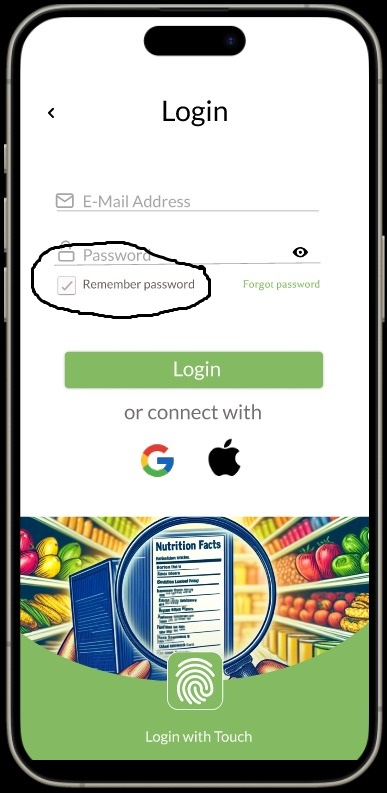 Login
E-Mail Address
Password
Remember password
Forgot password
Login
or connect with
Nutrition Facts
Login with Touch